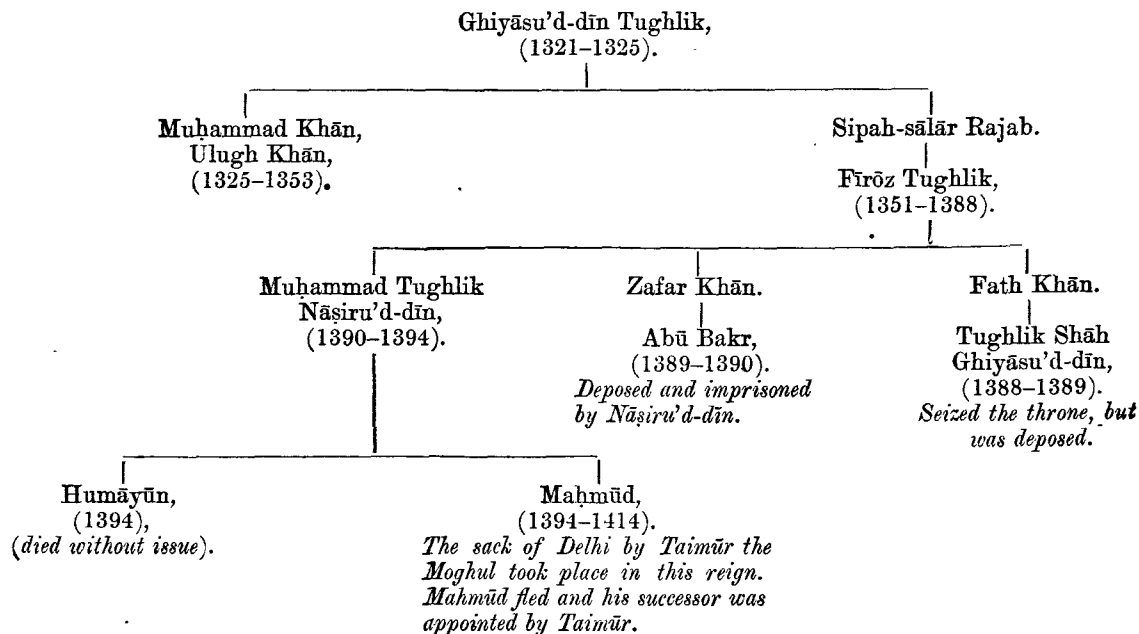 Ghiyāsu'd-dīn Tughlik,
(1321–1325).
Muḥammad Khān,
Ulugh Khān,
(1325–1353).
Sipah-sālār Rajab.
Fīrōz Tughlik,
(1351–1388).
Muḥammad Tughlik
Nāṣiru'd-dīn,
(1390–1394).
Zafar Khān.
Abū Bakr,
(1389–1390).
Deposed and imprisoned
by Nāṣiru'd-dīn.
Fath Khān.
Tughlik Shāh
Ghiyāsu'd-dīn,
(1388–1389).
Seized the throne, but
was deposed.
Humāyūn,
(1394),
(died without issue).
Maḥmūd,
(1394–1414).
The sack of Delhi by Taimūr the
Moghul took place in this reign.
Mahmūd fled and his successor was
appointed by Taimūr.